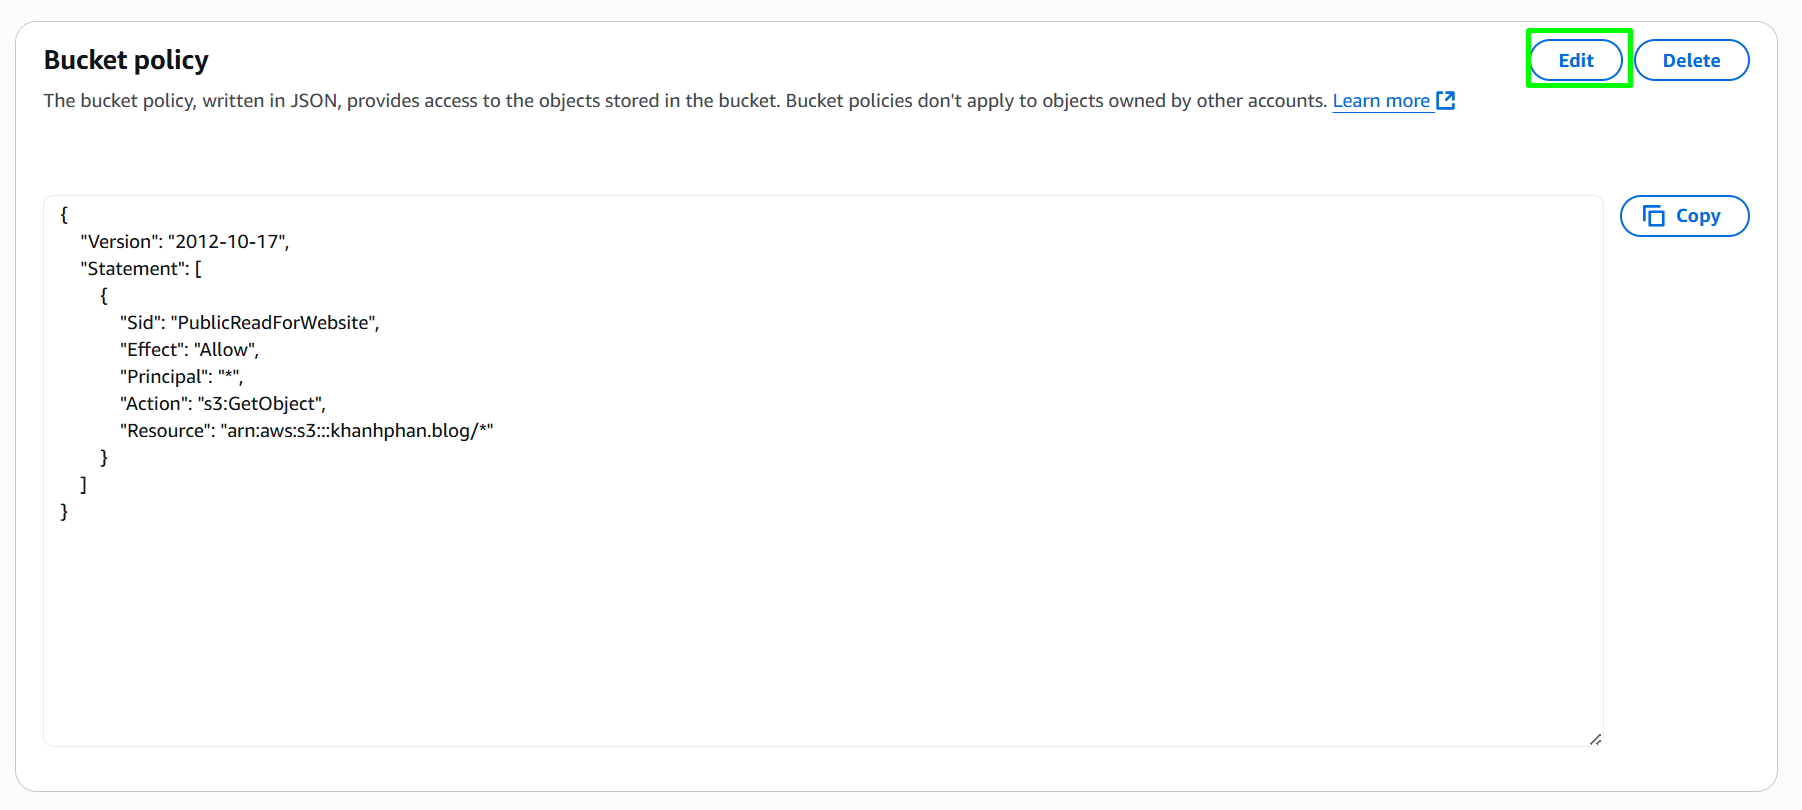 Bucket policy
Edit
Delete
The bucket policy, written in JSON, provides access to the objects stored in the bucket. Bucket policies don't apply to objects owned by other accounts. Learn more
Copy
{
    "Version": "2012-10-17",
    "Statement": [
        {
            "Sid": "PublicReadForWebsite",
            "Effect": "Allow",
            "Principal": "*",
            "Action": "s3:GetObject",
            "Resource": "arn:aws:s3:::khanhphan.blog/*"
        }
    ]
}